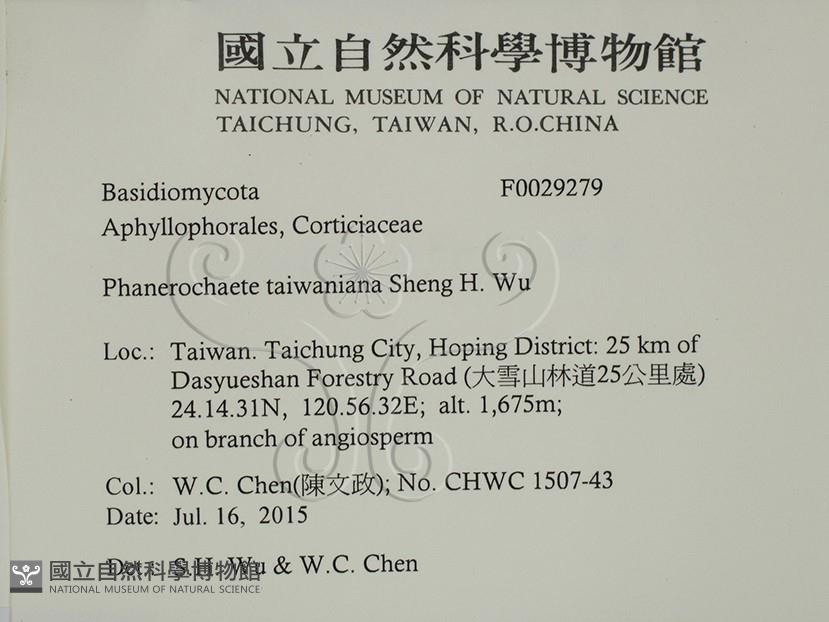 國立自然科學博物館
NATIONAL MUSEUM OF NATURAL SCIENCE
TAICHUNG, TAIWAN, R.O.CHINA
Basidiomycota F0029279
Aphyllophorales, Corticiaceae
Phanerochaete taiwaniana Sheng H. Wu
Loc.: Taiwan. Taichung City, Hoping District: 25 km of
Dasyueshan Forestry Road (大雪山林道25公里處)
24.14.31N, 120.56.32E; alt. 1,675m;
on branch of angiosperm
Col.: W.C. Chen(陳文政); No. CHWC 1507-43
Date: Jul. 16, 2015
Det.: S.H. Wu & W.C. Chen
國立自然科學博物館
NATIONAL MUSEUM OF NATURAL SCIENCE